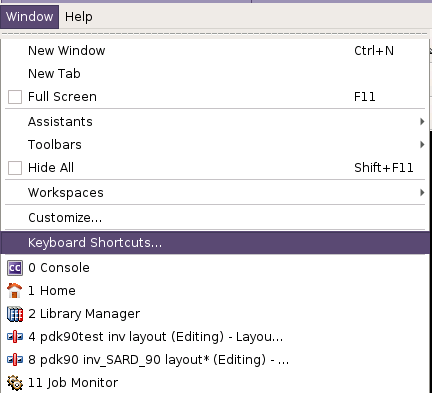 Window Help
New Window Ctrl+N
New Tab
Full Screen F11
Assistants
Toolbars
Hide All Shift+F11
Workspaces
Customize...
Keyboard Shortcuts...
CC 0 Console
1 Home
2 Library Manager
4 pdk90test inv layout (Editing) - Layou...
8 pdk90 inv_SARD_90 layout* (Editing) - ...
11 Job Monitor